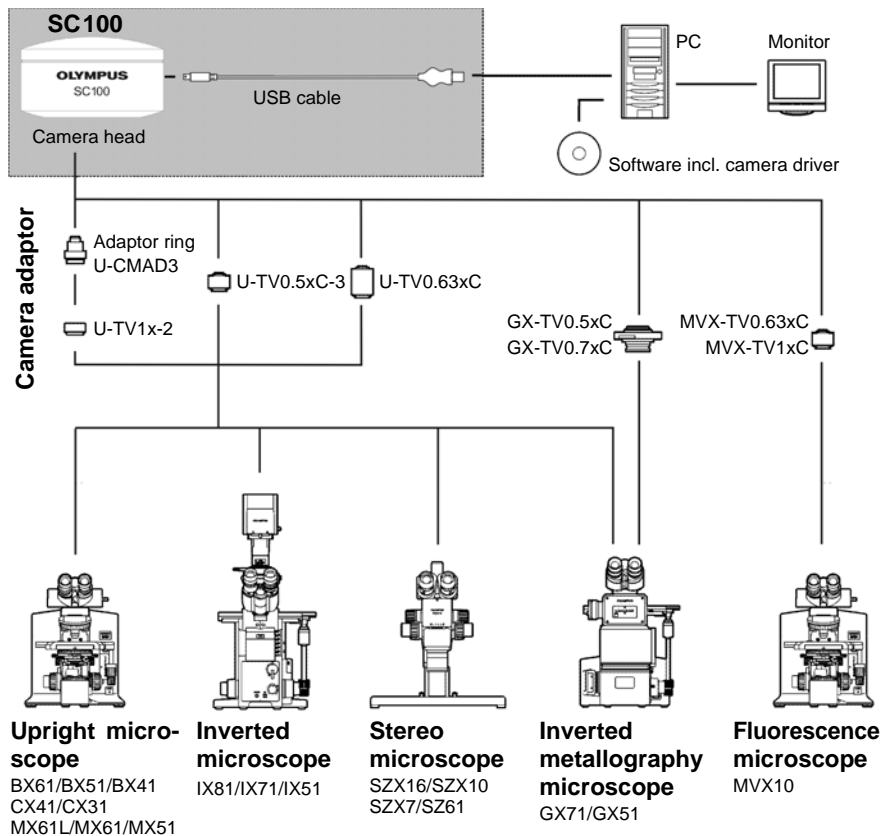 SC100
OLYMPUS
SC100
Camera head
USB cable
PC
Monitor
Software incl. camera driver
Camera adaptor
Adaptor ring
U-CMAD3
U-TV1x-2
U-TV0.5xC-3
U-TV0.63xC
GX-TV0.5xC
GX-TV0.7xC
MVX-TV0.63xC
MVX-TV1xC
Upright micro-
scope
BX61/BX51/BX41
CX41/CX31
MX61L/MX61/MX51
Inverted
microscope
IX81/IX71/IX51
Stereo
microscope
SZX16/SZX10
SZX7/SZ61
Inverted
metallography
microscope
GX71/GX51
Fluorescence
microscope
MVX10